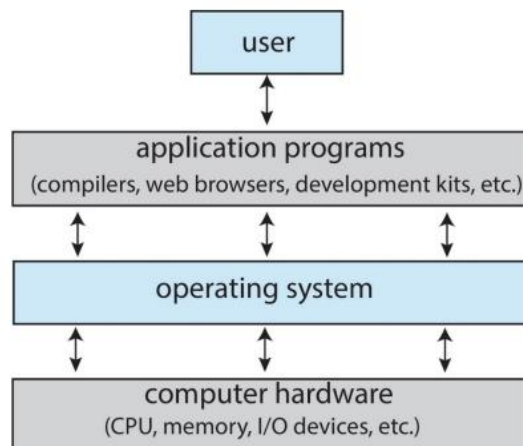 user
application programs
(compilers, web browsers, development kits, etc.)
operating system
computer hardware
(CPU, memory, I/O devices, etc.)